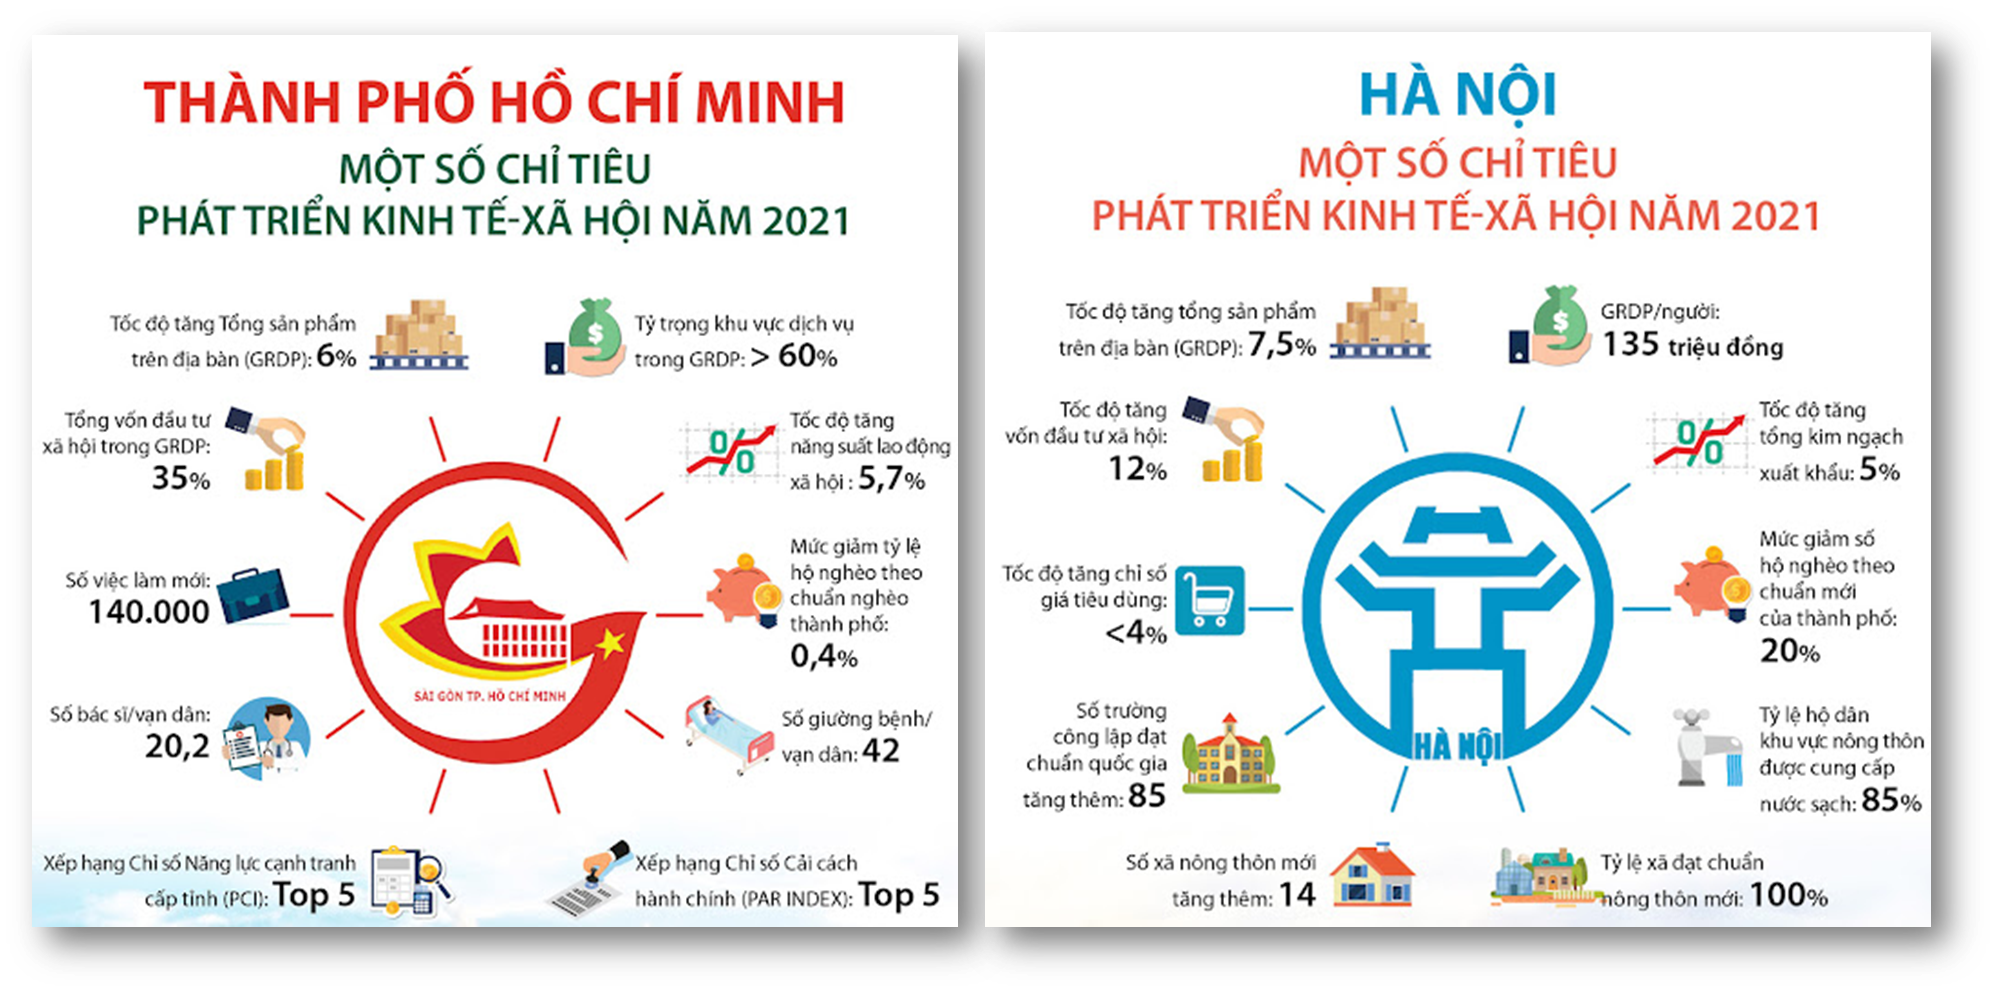 THÀNH PHỐ HỒ CHÍ MINH
MỘT SỐ CHỈ TIÊU
PHÁT TRIỂN KINH TẾ-XÃ HỘI NĂM 2021
Tốc độ tăng Tổng sản phẩm
trên địa bàn (GRDP): 6%
Tỷ trọng khu vực dịch vụ
trong GRDP: > 60%
Tổng vốn đầu tư
xã hội trong GRDP:
35%
Tốc độ tăng
năng suất lao động
xã hội : 5,7%
Số việc làm mới:
140.000
Mức giảm tỷ lệ
hộ nghèo theo
chuẩn nghèo
thành phố:
0,4%
SÀI GÒN TP. HỒ CHÍ MINH
Số bác sĩ/vạn dân:
20,2
Số giường bệnh/
vạn dân: 42
Xếp hạng Chỉ số Năng lực cạnh tranh
cấp tỉnh (PCI): Top 5
Xếp hạng Chỉ số Cải cách
hành chính (PAR INDEX): Top 5
HÀ NỘI
MỘT SỐ CHỈ TIÊU
PHÁT TRIỂN KINH TẾ-XÃ HỘI NĂM 2021
Tốc độ tăng tổng sản phẩm
trên địa bàn (GRDP): 7,5%
GRDP/người:
135 triệu đồng
Tốc độ tăng
vốn đầu tư xã hội:
12%
Tốc độ tăng
tổng kim ngạch
xuất khẩu: 5%
Tốc độ tăng chỉ số
giá tiêu dùng:
<4%
Mức giảm số
hộ nghèo theo
chuẩn mới
của thành phố:
20%
Số trường
công lập đạt
chuẩn quốc gia
tăng thêm: 85
HÀ NỘI
Tỷ lệ hộ dân
khu vực nông thôn
được cung cấp
nước sạch: 85%
Số xã nông thôn mới
tăng thêm: 14
Tỷ lệ xã đạt chuẩn
nông thôn mới: 100%